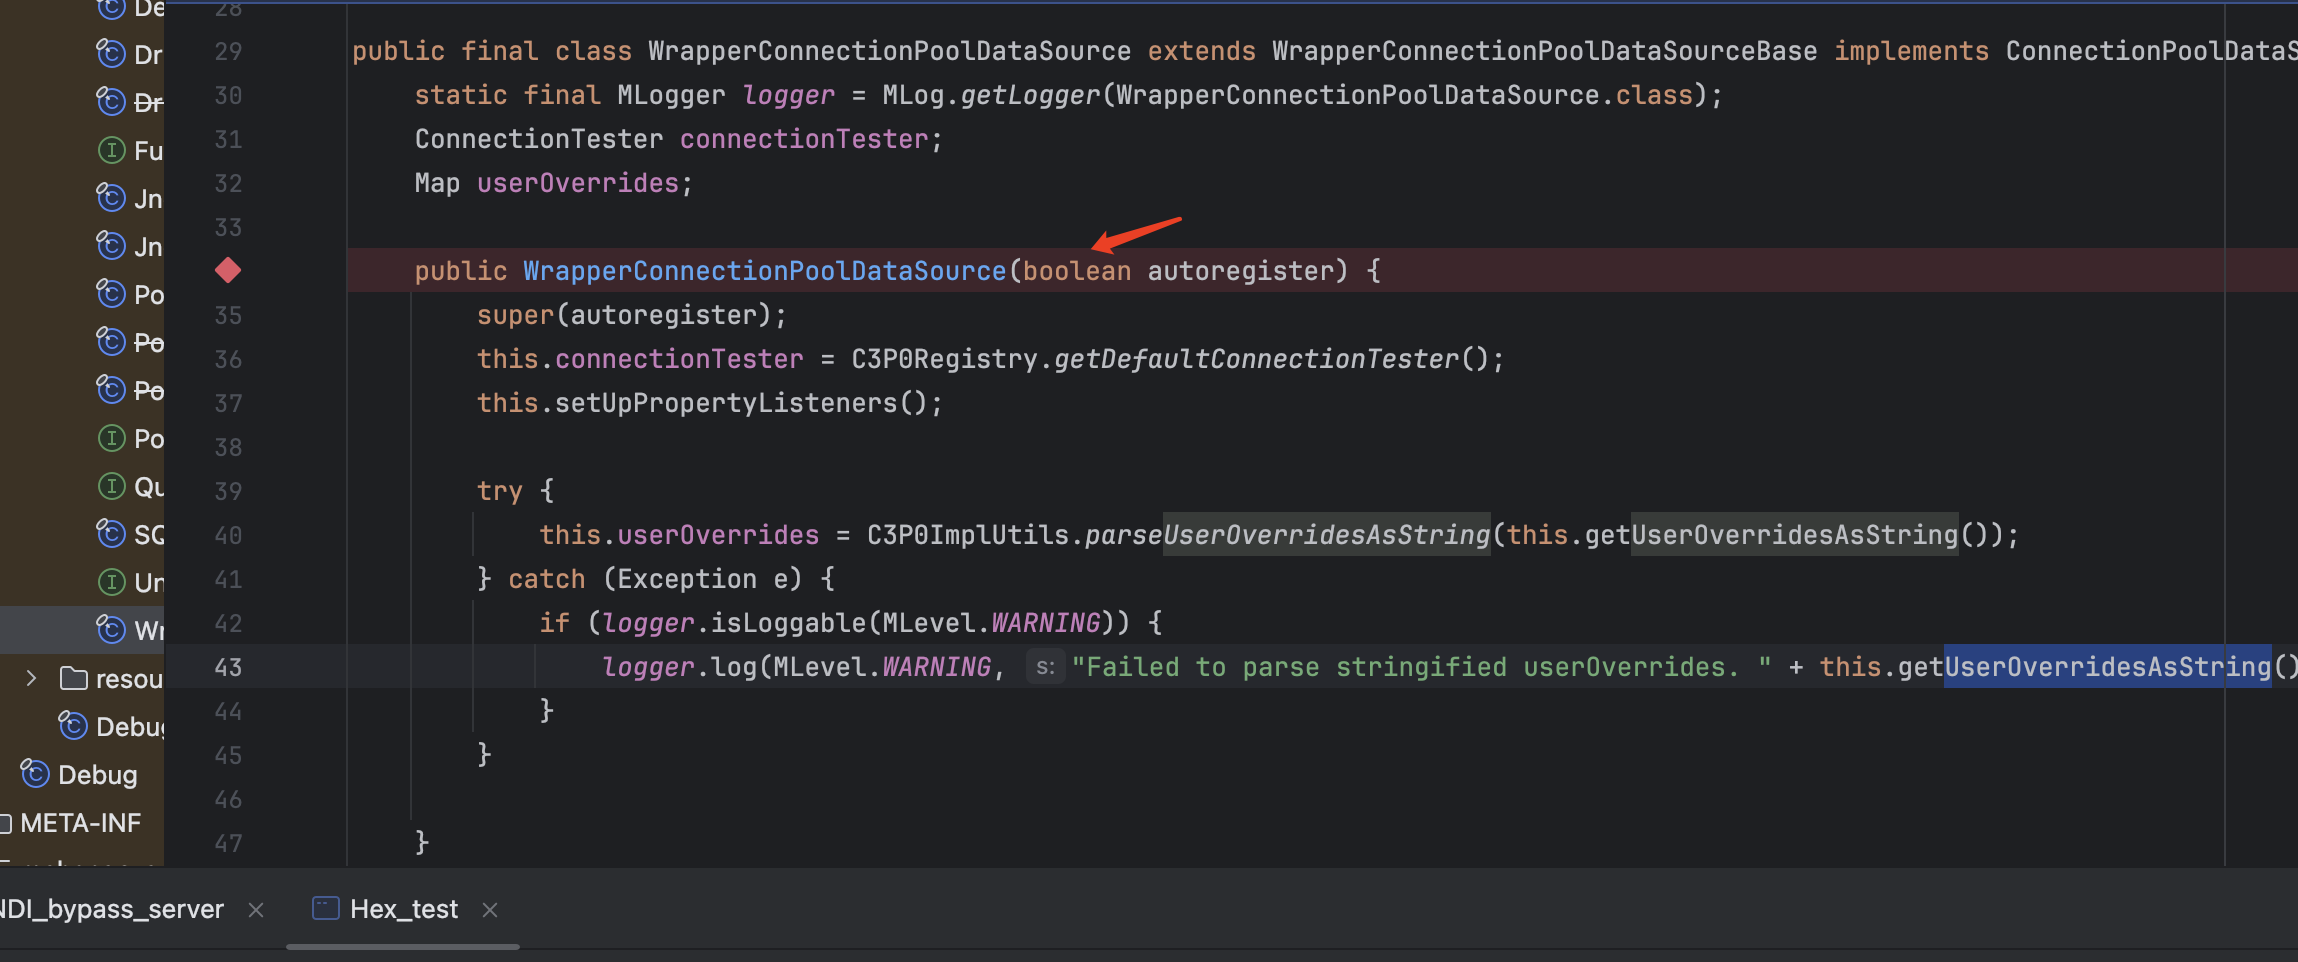 De
28
Dr
29 public final class WrapperConnectionPoolDataSource extends WrapperConnectionPoolDataSourceBase implements ConnectionPoolDataS
Dr
30 static final MLogger logger = MLog.getLogger(WrapperConnectionPoolDataSource.class);
Fu
31 ConnectionTester connectionTester;
Jn
32 Map userOverrides;
33
Jn
public WrapperConnectionPoolDataSource(boolean autoregister) {
Po
35 super(autoregister);
Po
36 this.connectionTester = C3P0Registry.getDefaultConnectionTester();
Po
37 this.setUpPropertyListeners();
Po
38
Qu
39 try {
SQ
40 this.userOverrides = C3P0ImplUtils.parseUserOverridesAsString(this.getUserOverridesAsString());
Un
41 } catch (Exception e) {
Wr
42 if (logger.isLoggable(MLevel.WARNING)) {
resou
43 logger.log(MLevel.WARNING, s: "Failed to parse stringified userOverrides. " + this.getUserOverridesAsString()
Debug
44 }
Debug
45 }
46
META-INF
47 }
NDI_bypass_server
Hex_test